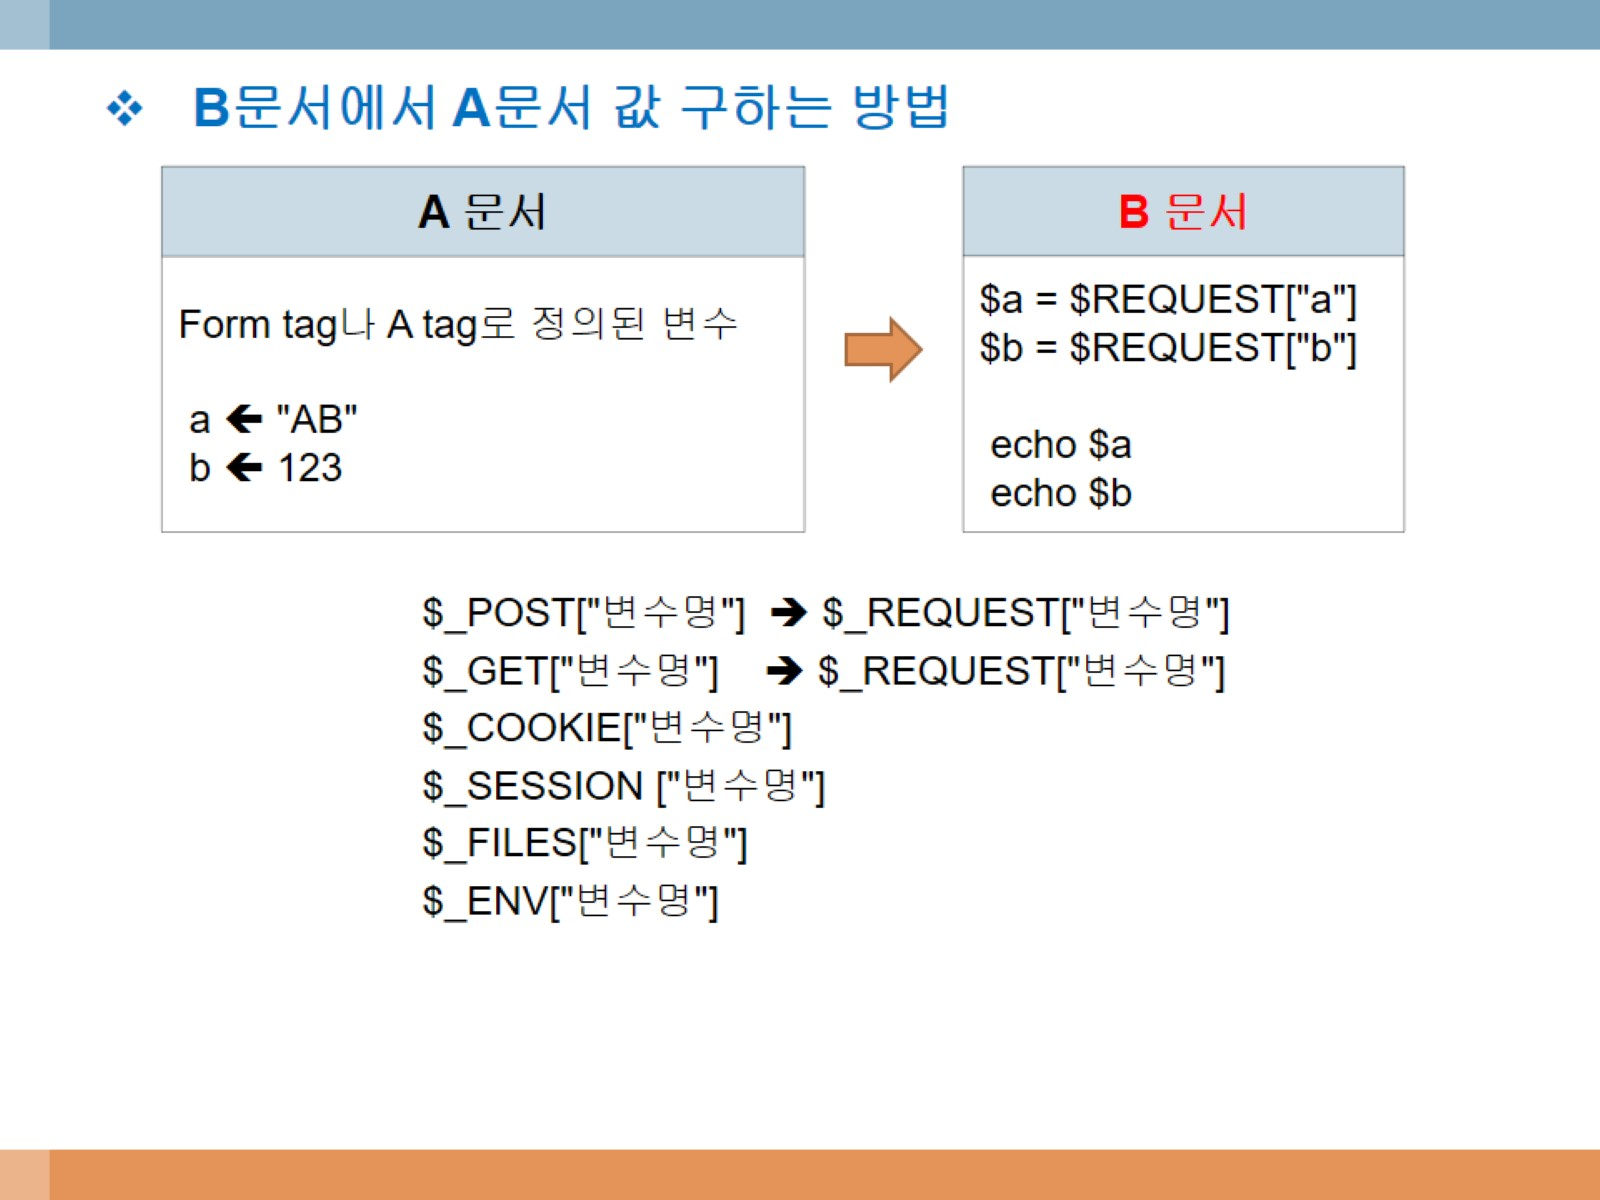 ❖ B문서에서 A문서 값 구하는 방법
A 문서
Form tag나 A tag로 정의된 변수
a 🡸 "AB"
b 🡸 123
B 문서
$a = $REQUEST["a"]
$b = $REQUEST["b"]
echo $a
echo $b
$_POST["변수명"] 🡺 $_REQUEST["변수명"]
$_GET["변수명"] 🡺 $_REQUEST["변수명"]
$_COOKIE["변수명"]
$_SESSION ["변수명"]
$_FILES["변수명"]
$_ENV["변수명"]